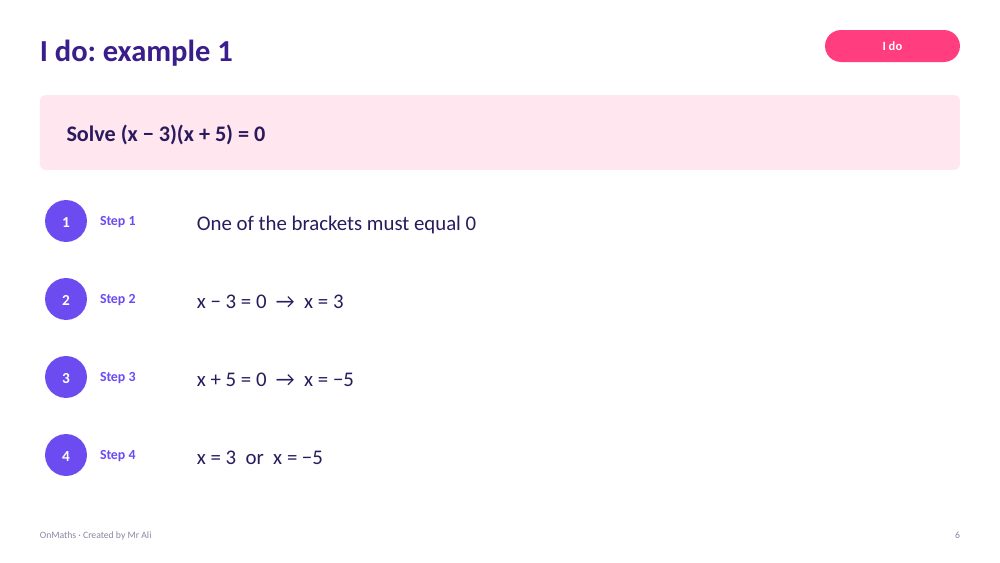 I do: example 1
I do
Solve (x − 3)(x + 5) = 0
1 Step 1 One of the brackets must equal 0
2 Step 2 x − 3 = 0 → x = 3
3 Step 3 x + 5 = 0 → x = −5
4 Step 4 x = 3 or x = −5
OnMaths · Created by Mr Ali
6